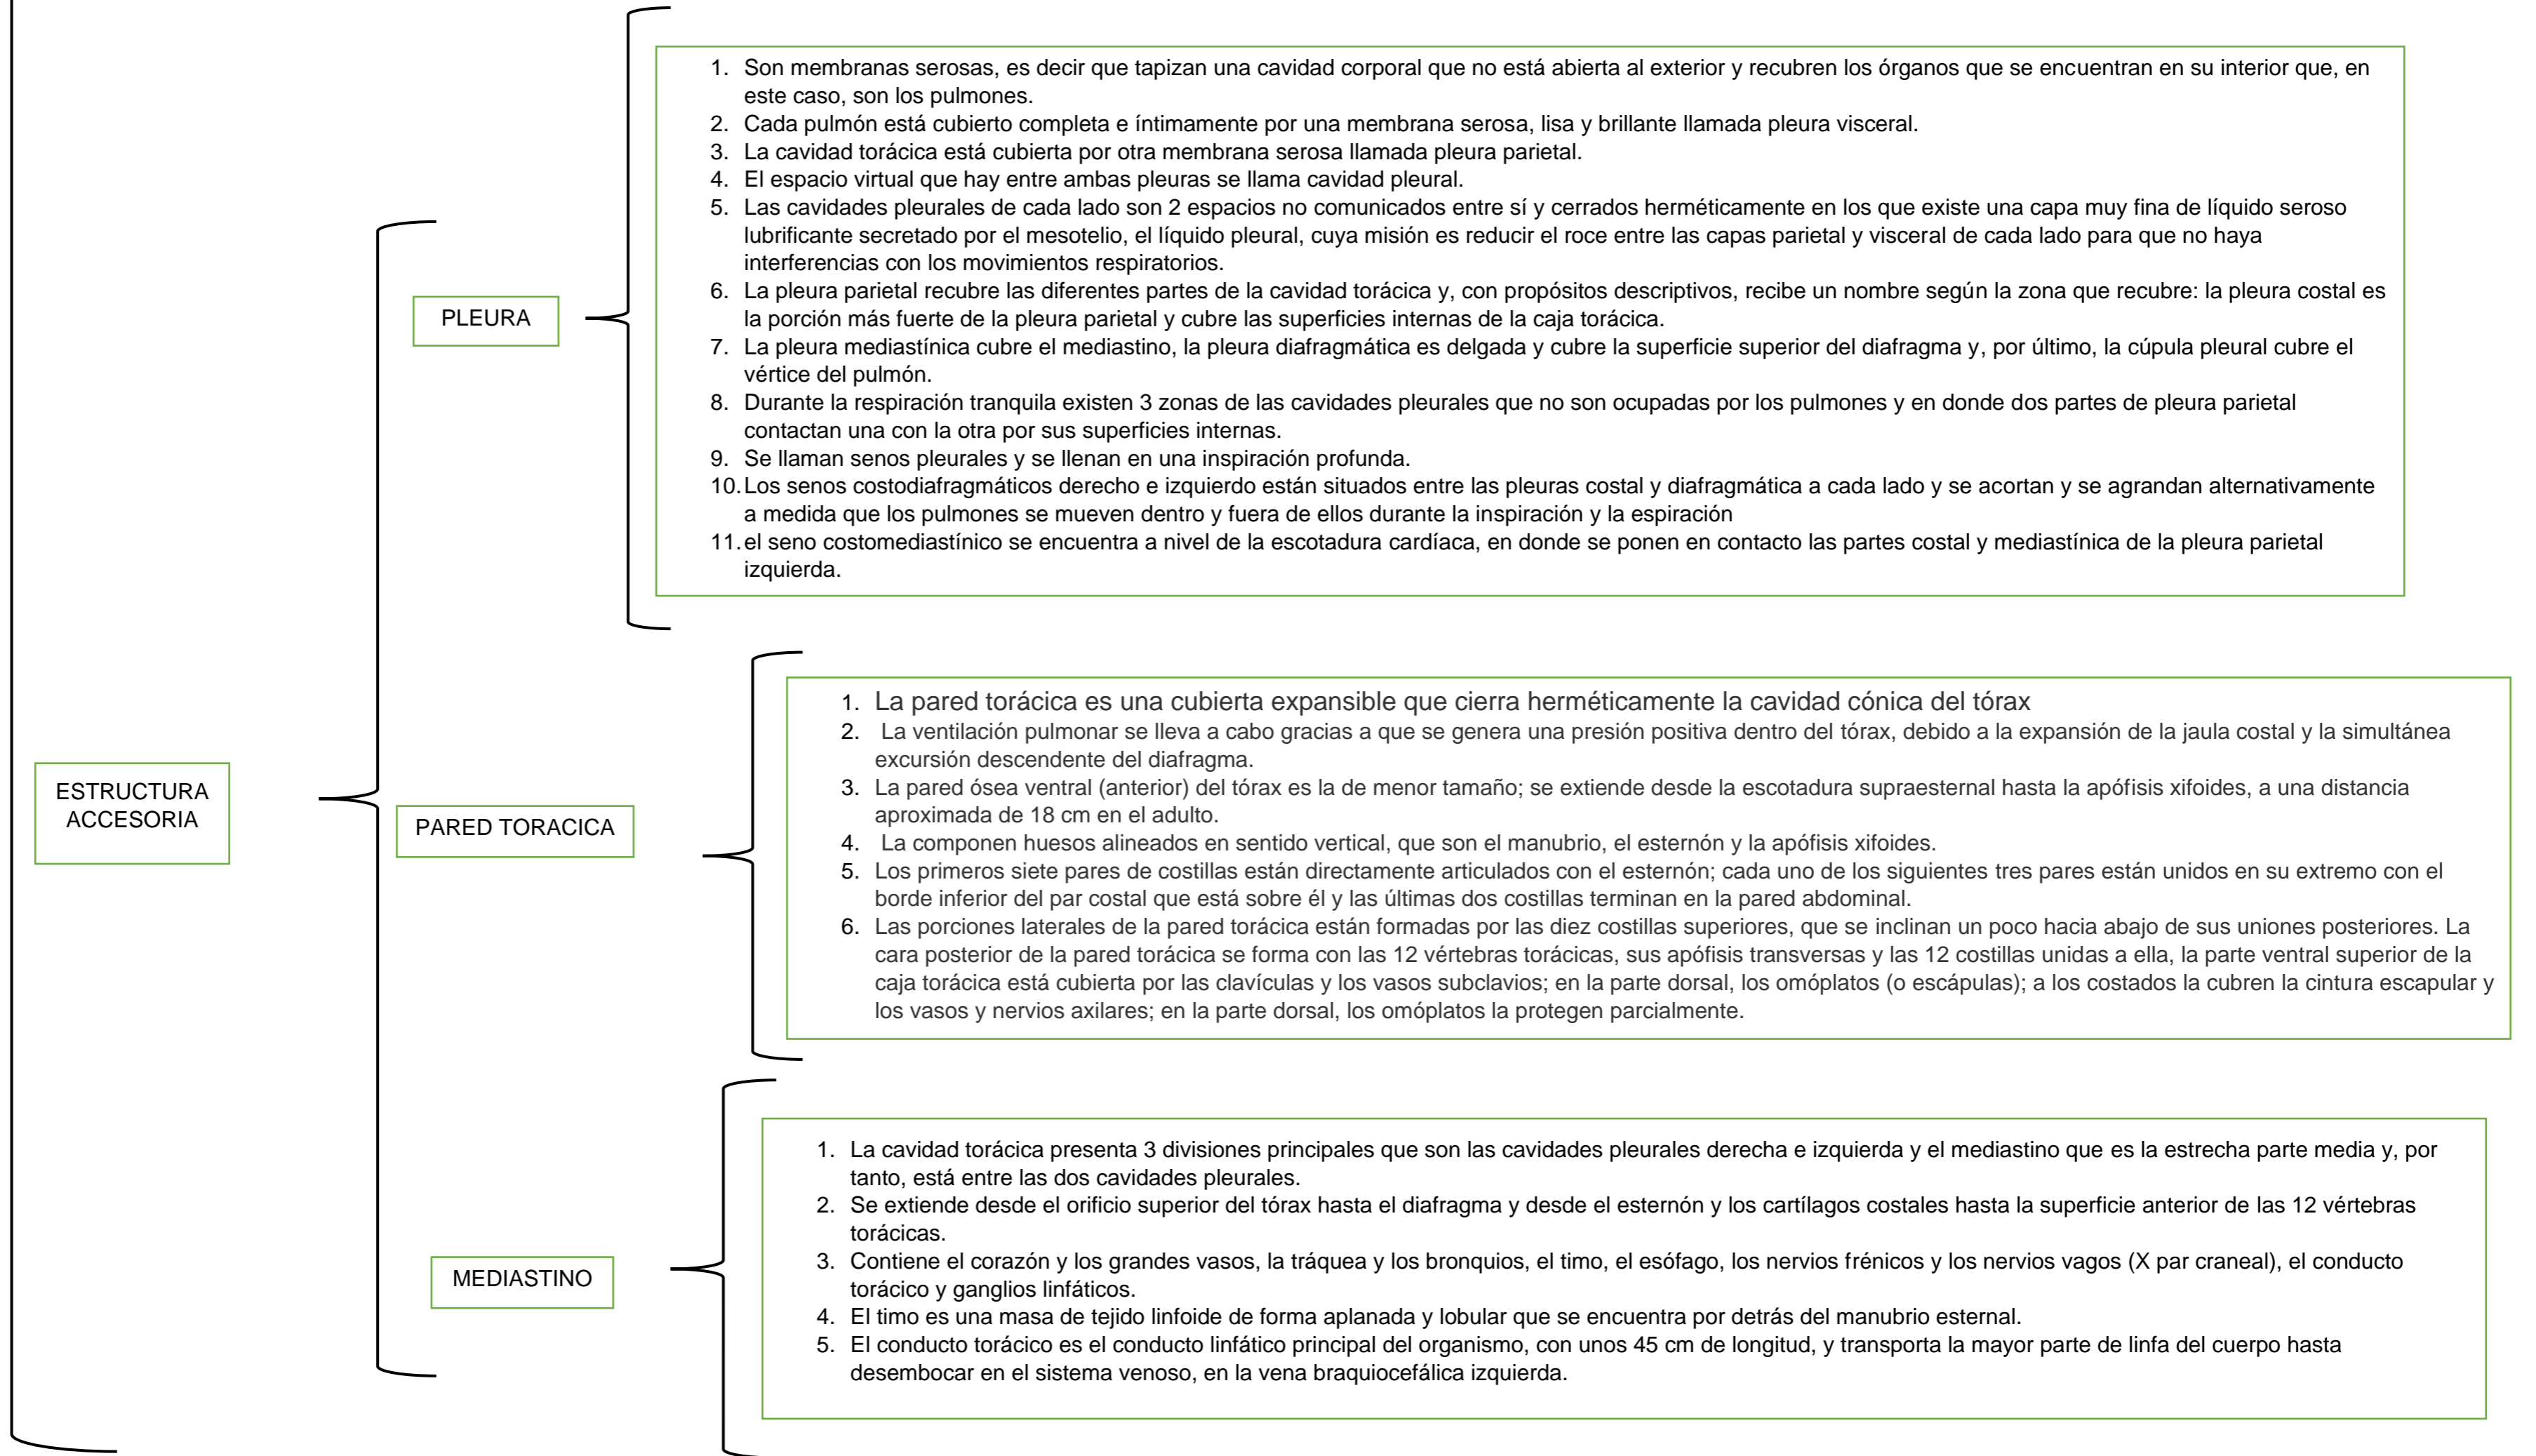 1. Son membranas serosas, es decir que tapizan una cavidad corporal que no está abierta al exterior y recubren los órganos que se encuentran en su interior que, en
este caso, son los pulmones.
2. Cada pulmón está cubierto completa e íntimamente por una membrana serosa, lisa y brillante llamada pleura visceral.
3. La cavidad torácica está cubierta por otra membrana serosa llamada pleura parietal.
4. El espacio virtual que hay entre ambas pleuras se llama cavidad pleural.
5. Las cavidades pleurales de cada lado son 2 espacios no comunicados entre sí y cerrados herméticamente en los que existe una capa muy fina de líquido seroso
lubrificante secretado por el mesotelio, el líquido pleural, cuya misión es reducir el roce entre las capas parietal y visceral de cada lado para que no haya
interferencias con los movimientos respiratorios.
6. La pleura parietal recubre las diferentes partes de la cavidad torácica y, con propósitos descriptivos, recibe un nombre según la zona que recubre: la pleura costal es
la porción más fuerte de la pleura parietal y cubre las superficies internas de la caja torácica.
7. La pleura mediastínica cubre el mediastino, la pleura diafragmática es delgada y cubre la superficie superior del diafragma y, por último, la cúpula pleural cubre el
vértice del pulmón.
8. Durante la respiración tranquila existen 3 zonas de las cavidades pleurales que no son ocupadas por los pulmones y en donde dos partes de pleura parietal
contactan una con la otra por sus superficies internas.
9. Se llaman senos pleurales y se llenan en una inspiración profunda.
10. Los senos costodiafragmáticos derecho e izquierdo están situados entre las pleuras costal y diafragmática a cada lado y se acortan y se agrandan alternativamente
a medida que los pulmones se mueven dentro y fuera de ellos durante la inspiración y la espiración
11. el seno costomediastínico se encuentra a nivel de la escotadura cardíaca, en donde se ponen en contacto las partes costal y mediastínica de la pleura parietal
izquierda.
PLEURA
1. La pared torácica es una cubierta expansible que cierra herméticamente la cavidad cónica del tórax
2. La ventilación pulmonar se lleva a cabo gracias a que se genera una presión positiva dentro del tórax, debido a la expansión de la jaula costal y la simultánea
excursión descendente del diafragma.
3. La pared ósea ventral (anterior) del tórax es la de menor tamaño; se extiende desde la escotadura supraesternal hasta la apófisis xifoides, a una distancia
aproximada de 18 cm en el adulto.
4. La componen huesos alineados en sentido vertical, que son el manubrio, el esternón y la apófisis xifoides.
5. Los primeros siete pares de costillas están directamente articulados con el esternón; cada uno de los siguientes tres pares están unidos en su extremo con el
borde inferior del par costal que está sobre él y las últimas dos costillas terminan en la pared abdominal.
6. Las porciones laterales de la pared torácica están formadas por las diez costillas superiores, que se inclinan un poco hacia abajo de sus uniones posteriores. La
cara posterior de la pared torácica se forma con las 12 vértebras torácicas, sus apófisis transversas y las 12 costillas unidas a ella, la parte ventral superior de la
caja torácica está cubierta por las clavículas y los vasos subclavios; en la parte dorsal, los omóplatos (o escápulas); a los costados la cubren la cintura escapular y
los vasos y nervios axilares; en la parte dorsal, los omóplatos la protegen parcialmente.
ESTRUCTURA
ACCESORIA
PARED TORACICA
1. La cavidad torácica presenta 3 divisiones principales que son las cavidades pleurales derecha e izquierda y el mediastino que es la estrecha parte media y, por
tanto, está entre las dos cavidades pleurales.
2. Se extiende desde el orificio superior del tórax hasta el diafragma y desde el esternón y los cartílagos costales hasta la superficie anterior de las 12 vértebras
torácicas.
3. Contiene el corazón y los grandes vasos, la tráquea y los bronquios, el timo, el esófago, los nervios frénicos y los nervios vagos (X par craneal), el conducto
torácico y ganglios linfáticos.
4. El timo es una masa de tejido linfoide de forma aplanada y lobular que se encuentra por detrás del manubrio esternal.
5. El conducto torácico es el conducto linfático principal del organismo, con unos 45 cm de longitud, y transporta la mayor parte de linfa del cuerpo hasta
desembocar en el sistema venoso, en la vena braquiocefálica izquierda.
MEDIASTINO